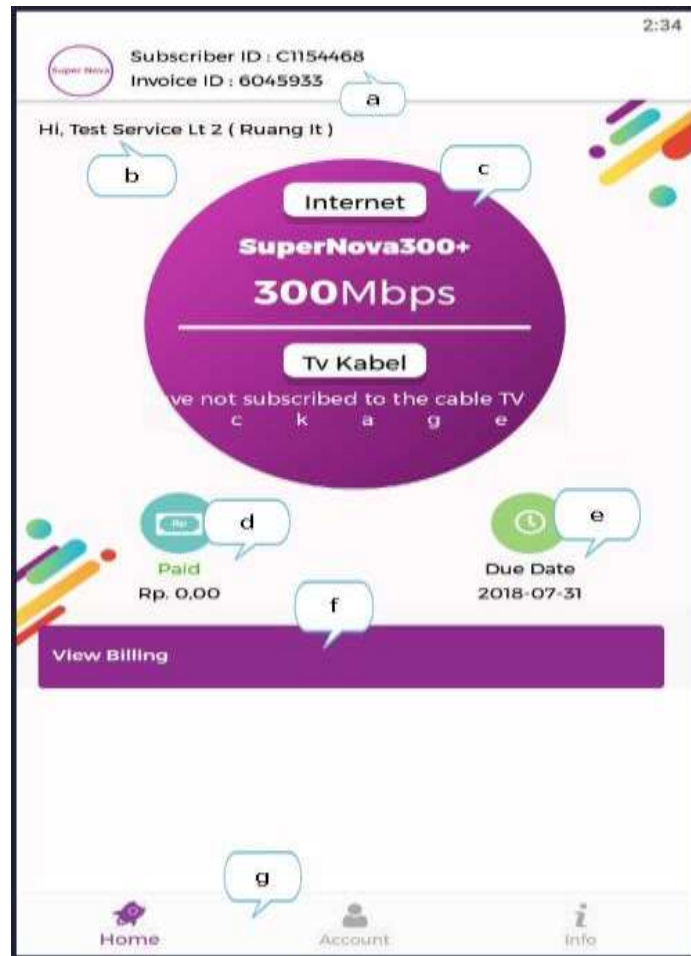 2:34
Super Nova
Subscriber ID : C1154468
Invoice ID : 6045933
a
Hi, Test Service Lt 2 ( Ruang It )
b
c
Internet
SuperNova300+
300Mbps
Tv Kabel
ve not subscribed to the cable TV
c k a g e
Rp
d
e
Paid
Due Date
Rp. 0,00
2018-07-31
f
View Billing
g
Home
Account
Info